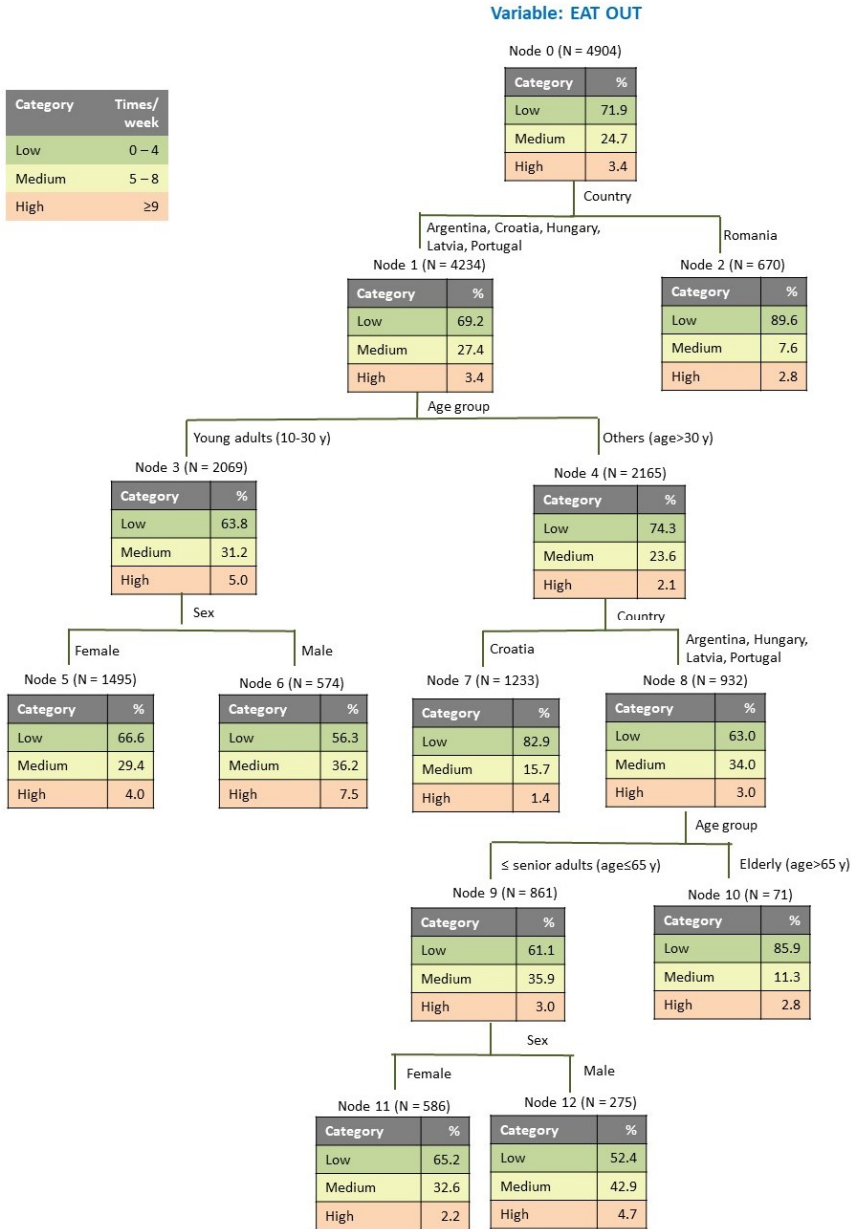 Variable: EAT OUT
Node 0 (N = 4904)
Category %
Low 71.9
Medium 24.7
High 3.4
Category Times/
week
Low 0 – 4
Medium 5 – 8
High ≥9
Country
Argentina, Croatia, Hungary,
Latvia, Portugal
Romania
Node 1 (N = 4234)
Category %
Low 69.2
Medium 27.4
High 3.4
Node 2 (N = 670)
Category %
Low 89.6
Medium 7.6
High 2.8
Age group
Young adults (10-30 y)
Others (age>30 y)
Node 3 (N = 2069)
Category %
Low 63.8
Medium 31.2
High 5.0
Node 4 (N = 2165)
Category %
Low 74.3
Medium 23.6
High 2.1
Sex
Country
Female
Male
Croatia
Argentina, Hungary,
Latvia, Portugal
Node 5 (N = 1495)
Category %
Low 66.6
Medium 29.4
High 4.0
Node 6 (N = 574)
Category %
Low 56.3
Medium 36.2
High 7.5
Node 7 (N = 1233)
Category %
Low 82.9
Medium 15.7
High 1.4
Node 8 (N = 932)
Category %
Low 63.0
Medium 34.0
High 3.0
Age group
≤ senior adults (age≤65 y)
Elderly (age>65 y)
Node 9 (N = 861)
Category %
Low 61.1
Medium 35.9
High 3.0
Node 10 (N = 71)
Category %
Low 85.9
Medium 11.3
High 2.8
Sex
Female
Male
Node 11 (N = 586)
Category %
Low 65.2
Medium 32.6
High 2.2
Node 12 (N = 275)
Category %
Low 52.4
Medium 42.9
High 4.7